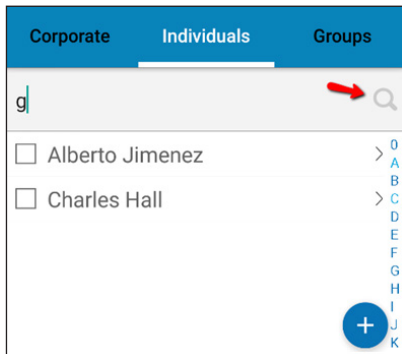 Corporate Individuals Groups
g
Alberto Jimenez
Charles Hall
0
A
B
C
D
E
F
G
H
I
J
K
+